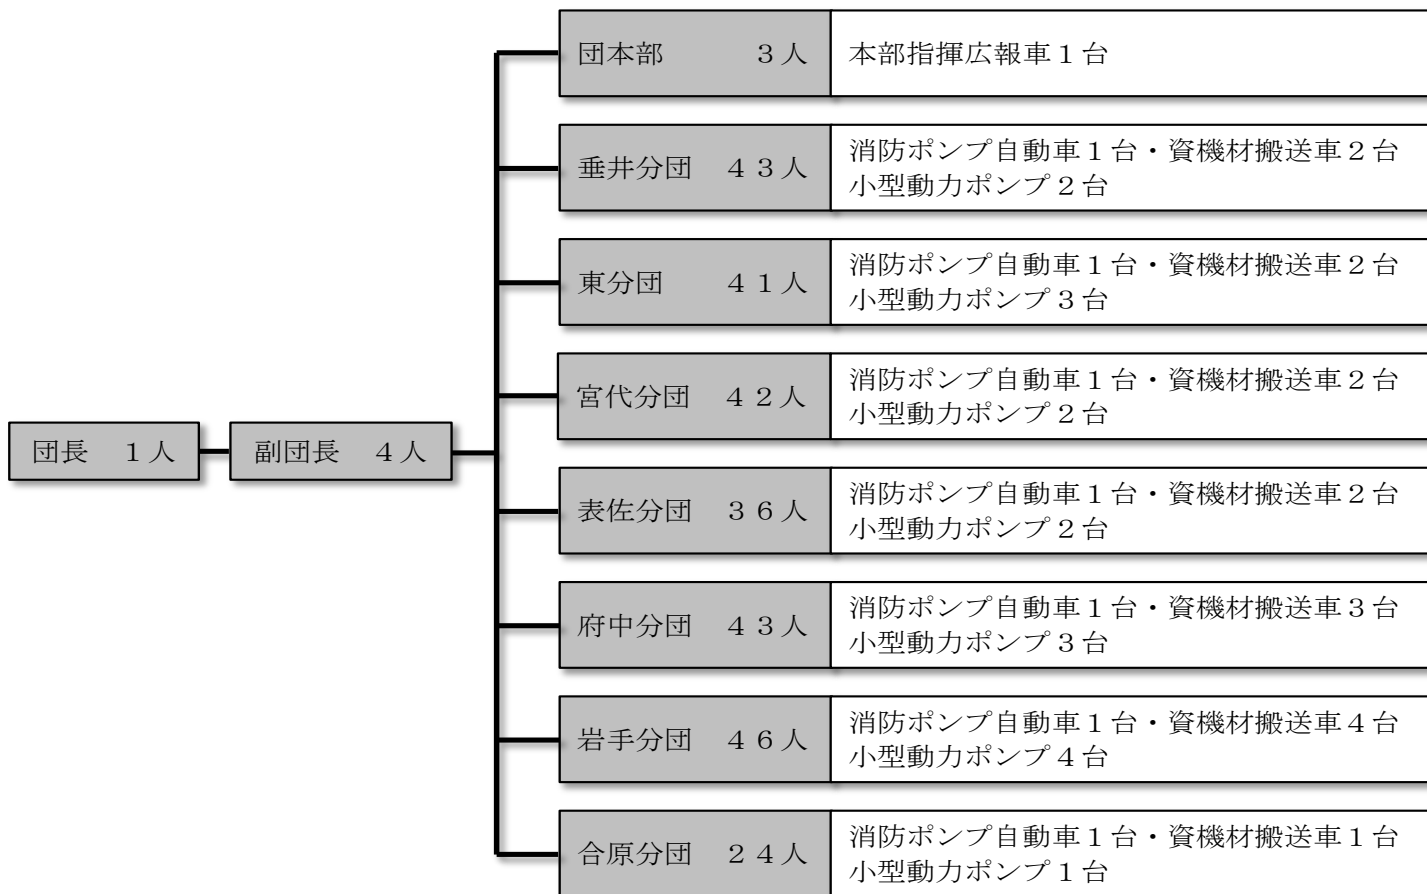 団長　１人
副団長　４人
団本部　　　３人
本部指揮広報車１台
垂井分団　４３人
消防ポンプ自動車１台・資機材搬送車２台
小型動力ポンプ２台
東分団　　４１人
消防ポンプ自動車１台・資機材搬送車２台
小型動力ポンプ３台
宮代分団　４２人
消防ポンプ自動車１台・資機材搬送車２台
小型動力ポンプ２台
表佐分団　３６人
消防ポンプ自動車１台・資機材搬送車２台
小型動力ポンプ２台
府中分団　４３人
消防ポンプ自動車１台・資機材搬送車３台
小型動力ポンプ３台
岩手分団　４６人
消防ポンプ自動車１台・資機材搬送車４台
小型動力ポンプ４台
合原分団　２４人
消防ポンプ自動車１台・資機材搬送車１台
小型動力ポンプ１台